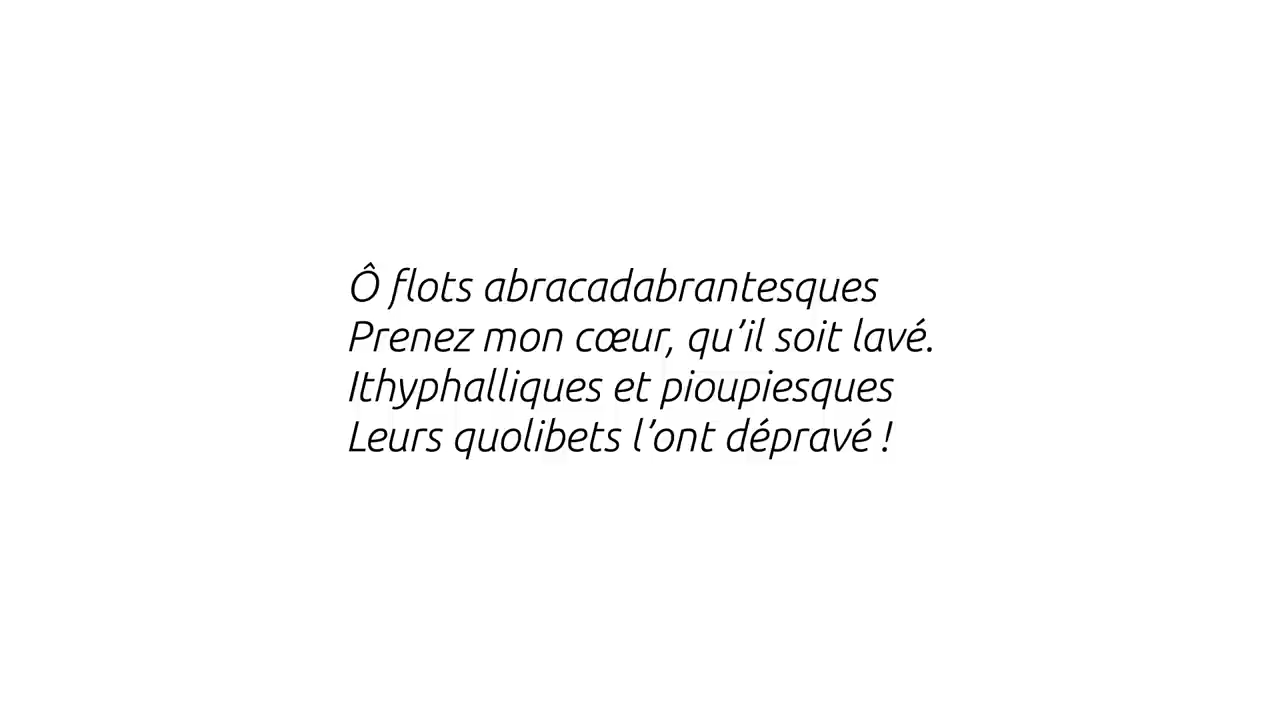 Ô flots abracadabrantesques
Prenez mon cœur, qu’il soit lavé.
Ithyphalliques et pioupiesques
Leurs quolibets l’ont dépravé !